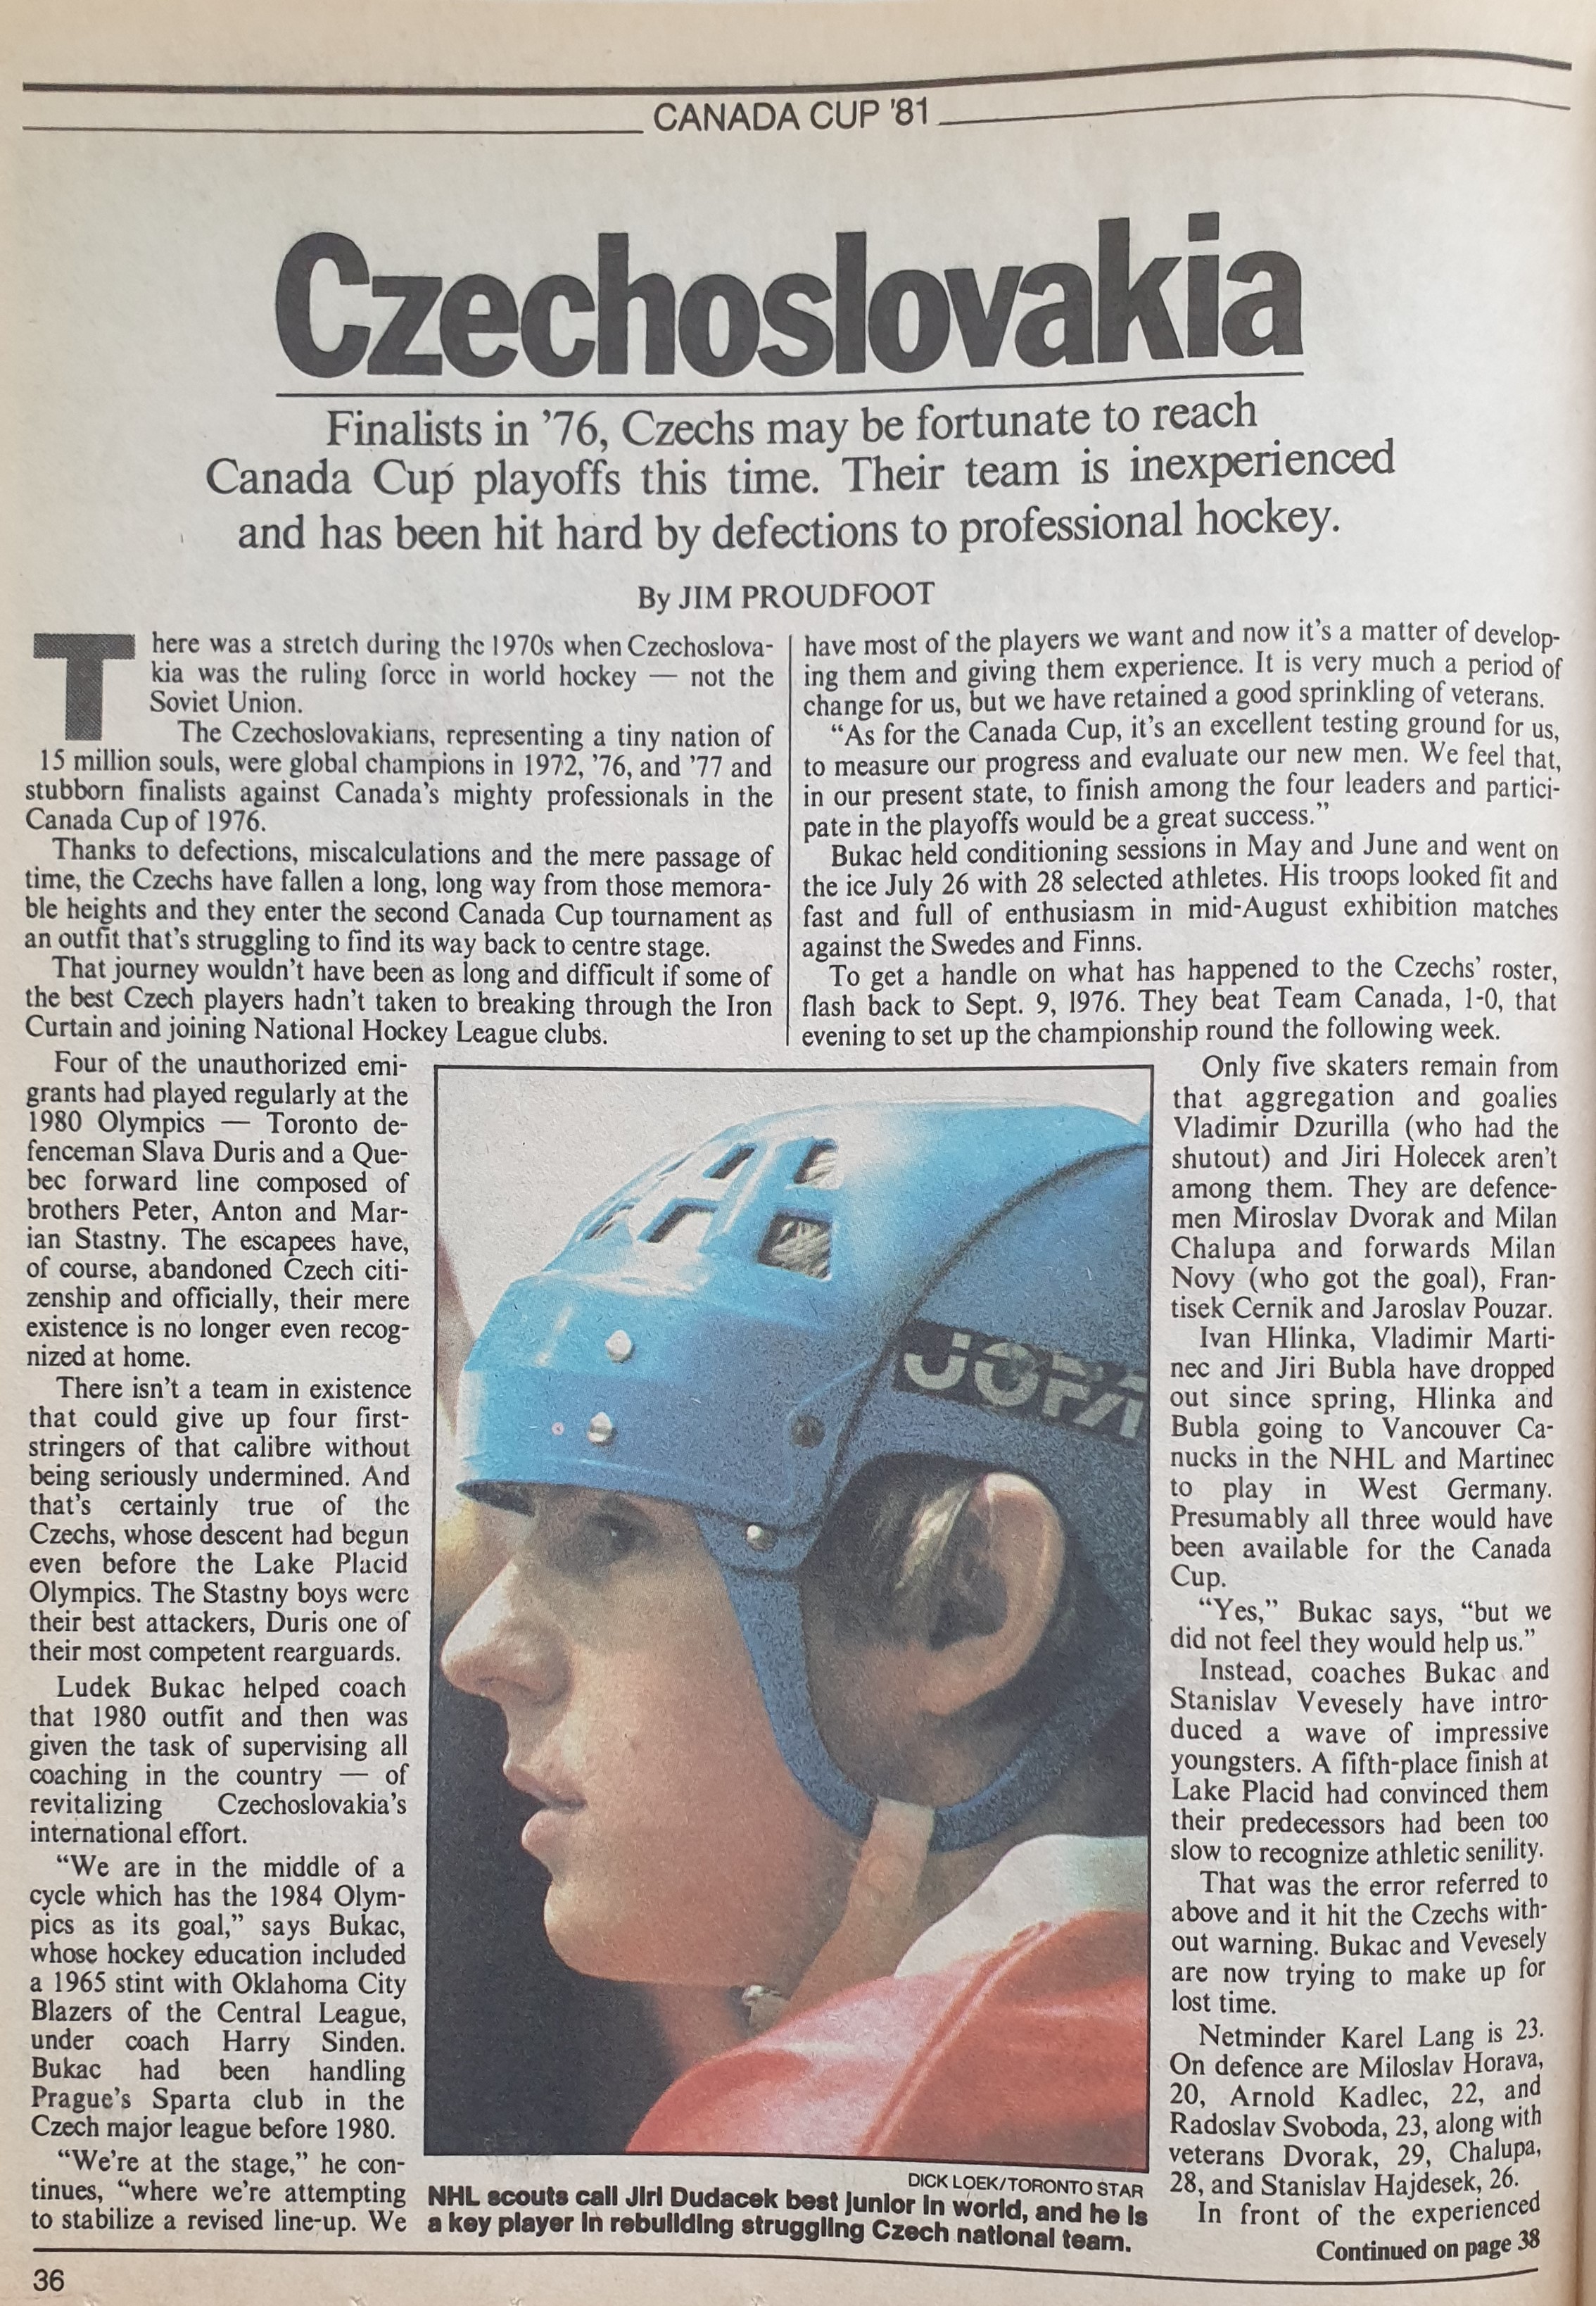 CANADA CUP '81
Czechoslovakia
Finalists in '76, Czechs may be fortunate to reach
Canada Cup playoffs this time. Their team is inexperienced
and has been hit hard by defections to professional hockey.
By JIM PROUDFOOT
There was a stretch during the 1970s when Czechoslova-
kia was the ruling force in world hockey — not the
Soviet Union.
The Czechoslovakians, representing a tiny nation of
15 million souls, were global champions in 1972, '76, and '77 and
stubborn finalists against Canada's mighty professionals in the
Canada Cup of 1976.
Thanks to defections, miscalculations and the mere passage of
time, the Czechs have fallen a long, long way from those memora-
ble heights and they enter the second Canada Cup tournament as
an outfit that's struggling to find its way back to centre stage.
That journey wouldn't have been as long and difficult if some of
the best Czech players hadn't taken to breaking through the Iron
Curtain and joining National Hockey League clubs.
Four of the unauthorized emi-
grants had played regularly at the
1980 Olympics — Toronto de-
fenceman Slava Duris and a Que-
bec forward line composed of
brothers Peter, Anton and Mar-
ian Stastny. The escapees have,
of course, abandoned Czech citi-
zenship and officially, their mere
existence is no longer even recog-
nized at home.
There isn't a team in existence
that could give up four first-
stringers of that calibre without
being seriously undermined. And
that's certainly true of the
Czechs, whose descent had begun
even before the Lake Placid
Olympics. The Stastny boys were
their best attackers, Duris one of
their most competent rearguards.
Ludek Bukac helped coach
that 1980 outfit and then was
given the task of supervising all
coaching in the country — of
revitalizing Czechoslovakia's
international effort.
"We are in the middle of a
cycle which has the 1984 Olym-
pics as its goal," says Bukac,
whose hockey education included
a 1965 stint with Oklahoma City
Blazers of the Central League,
under coach Harry Sinden.
Bukac had been handling
Prague's Sparta club in the
Czech major league before 1980.
"We're at the stage," he con-
tinues, "where we're attempting
to stabilize a revised line-up. We
have most of the players we want and now it's a matter of develop-
ing them and giving them experience. It is very much a period of
change for us, but we have retained a good sprinkling of veterans.
"As for the Canada Cup, it's an excellent testing ground for us,
to measure our progress and evaluate our new men. We feel that,
in our present state, to finish among the four leaders and partici-
pate in the playoffs would be a great success."
Bukac held conditioning sessions in May and June and went on
the ice July 26 with 28 selected athletes. His troops looked fit and
fast and full of enthusiasm in mid-August exhibition matches
against the Swedes and Finns.
To get a handle on what has happened to the Czechs' roster,
flash back to Sept. 9, 1976. They beat Team Canada, 1-0, that
evening to set up the championship round the following week.
Only five skaters remain from
that aggregation and goalies
Vladimir Dzurilla (who had the
shutout) and Jiri Holecek aren't
among them. They are defence-
men Miroslav Dvorak and Milan
Chalupa and forwards Milan
Novy (who got the goal), Fran-
tisek Cernik and Jaroslav Pouzar.
Ivan Hlinka, Vladimir Marti-
nec and Jiri Bubla have dropped
out since spring, Hlinka and
Bubla going to Vancouver Ca-
nucks in the NHL and Martinec
to play in West Germany.
Presumably all three would have
been available for the Canada
Cup.
"Yes," Bukac says, "but we
did not feel they would help us."
Instead, coaches Bukac and
Stanislav Vevesely have intro-
duced a wave of impressive
youngsters. A fifth-place finish at
Lake Placid had convinced them
their predecessors had been too
slow to recognize athletic senility.
That was the error referred to
above and it hit the Czechs with-
out warning. Bukac and Vevesely
are now trying to make up for
lost time.
Netminder Karel Lang is 23.
On defence are Miloslav Horava,
20, Arnold Kadlec, 22, and
Radoslav Svoboda, 23, along with
veterans Dvorak, 29, Chalupa,
28, and Stanislav Hajdesek, 26.
In front of the experienced
Continued on page 38
JOFA
DICK LOEK/TORONTO STAR
NHL scouts call Jiri Dudacek best junior in world, and he is
a key player in rebuilding struggling Czech national team.
36